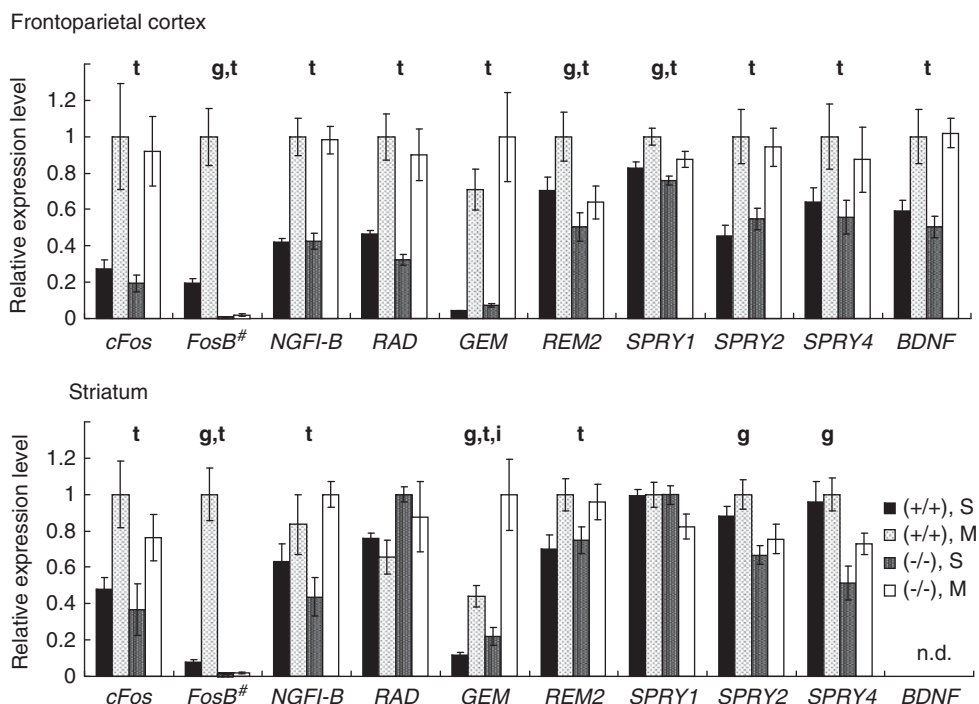 Frontoparietal cortex
t g,t t t t g,t g,t t t t
Relative expression level
1.2
1
0.8
0.6
0.4
0.2
0
cFos FosB# NGFI-B RAD GEM REM2 SPRY1 SPRY2 SPRY4 BDNF
Striatum
t g,t t g,t,i t g g
Relative expression level
1.2
1
0.8
0.6
0.4
0.2
0
(+/+), S
(+/+), M
(-/-), S
(-/-), M
n.d.
cFos FosB# NGFI-B RAD GEM REM2 SPRY1 SPRY2 SPRY4 BDNF